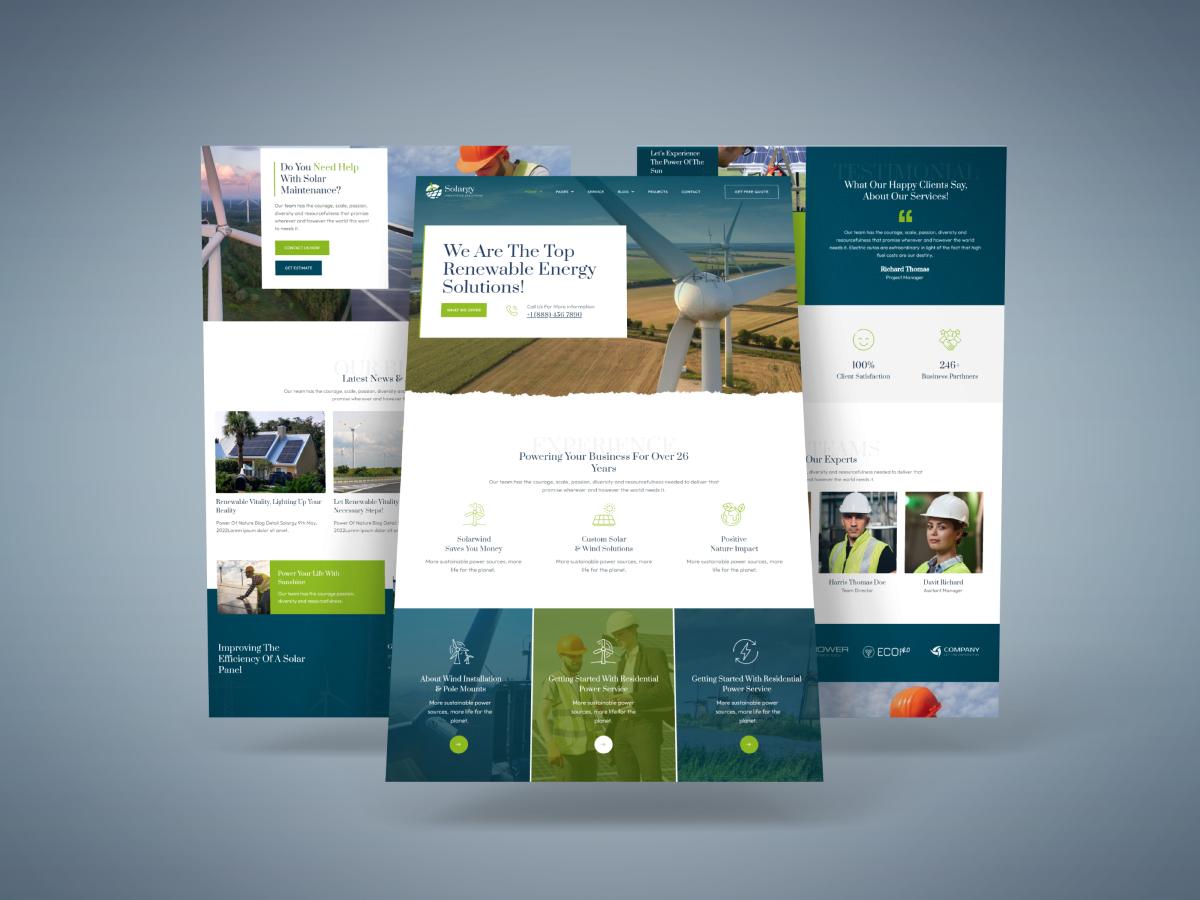 Do You Need Help
With Solar
Maintenance?
Our team has the courage, scale, passion,
diversity and resourcefulness that promise
wherever and however the world the want
to needs it.
CONTACT US NOW
GET ESTIMATE
Latest News &
Our team has the courage, scale, passion, diversity and
promise wherever and however
Renewable Vitality, Lighting Up Your
Reality
Power Of Nature Blog Detail Solargy 9th May,
2022Lorem ipsum dolor sit amet.
Let Renewable Vitality
Necessary Steps!
Power Of Nature Blog
2022Lorem ipsum dolor
Power Your Life With
Sunshine
Our team has the courage passion,
diversity and resourcefulness.
Improving The
Efficiency Of A Solar
Panel
Solargy
HOME
PAGES
SERVICE
BLOG
PROJECTS
CONTACT
GET FREE QUOTE
We Are The Top
Renewable Energy
Solutions!
WHAT WE OFFER
Call Us For More Information
+1 (888) 456 7890
EXPERIENCE
Powering Your Business For Over 26
Years
Our team has the courage, scale, passion, diversity and resourcefulness needed to deliver that
promise wherever and however the world needs it.
Solarwind
Saves You Money
More sustainable power sources, more
life for the planet.
Custom Solar
& Wind Solutions
More sustainable power sources, more
life for the planet.
Positive
Nature Impact
More sustainable power sources, more
life for the planet.
About Wind Installation
& Pole Mounts
More sustainable power
sources, more life for the
planet.
Getting Started With Residential
Power Service
More sustainable power
sources, more life for the
planet.
Getting Started With Residential
Power Service
More sustainable power
sources, more life for the
planet.
Let's Experience
The Power Of The
Sun
TESTIMONIAL
What Our Happy Clients Say,
About Our Services!
Our team has the courage, scale, passion, diversity and
resourcefulness that promise wherever and however the world
needs it. Electric autos are extraordinary in light of the fact that high
fuel costs are our destiny.
Richard Thomas
Project Manager
100%
Client Satisfaction
246+
Business Parthners
TEAMS
Our Experts
diversity and resourcefulness needed to deliver that
and however the world needs it.
Harris Thomas Doe
Team Director
Davit Richard
Assitent Manager
POWER
ECOPRO
COMPANY